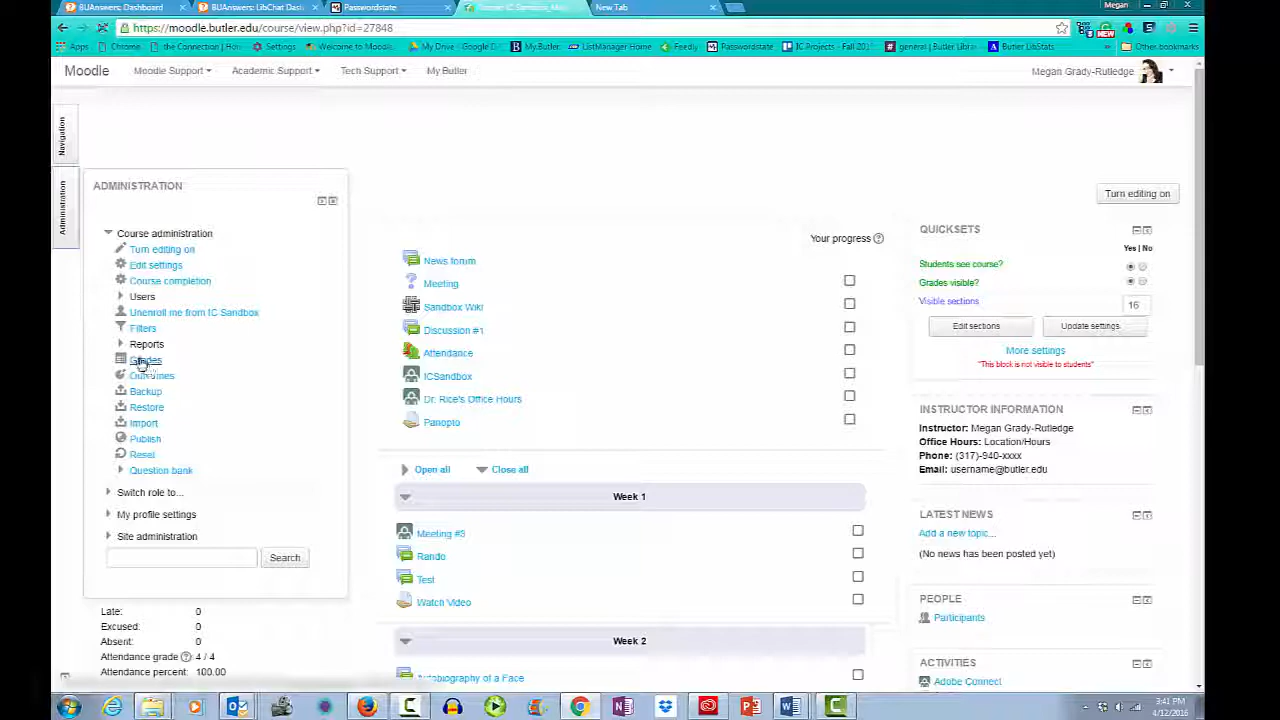 BUAnswers: Dashboard
BUAnswers: LibChat Dash
Passwordstate
New Tab
Megan
https://moodle.butler.edu/course/view.php?id=27848
Apps
Chrome
the Connection | Ho
Settings
Welcome to Moodle
My Drive - Google D
My.Butler
ListManager Home
Feedly
Passwordstate
IC Projects - Fall 201
# general | Butler Libra
Butler LibStats
Other bookmarks
NEW
Moodle
Moodle Support
Academic Support
Tech Support
My Butler
Megan Grady-Rutledge
Navigation
Administration
ADMINISTRATION
Course administration
Turn editing on
Edit settings
Course completion
Users
Unenroll me from IC Sandbox
Filters
Reports
Grades
Outcomes
Backup
Restore
Import
Publish
Reset
Question bank
Switch role to...
My profile settings
Site administration
Search
Late: 0
Excused: 0
Absent: 0
Attendance grade 4 / 4
Attendance percent: 100.00
Your progress
News forum
Meeting
Sandbox Wiki
Discussion #1
Attendance
ICSandbox
Dr. Rice's Office Hours
Panopto
Open all
Close all
Week 1
Meeting #3
Rando
Test
Watch Video
Week 2
Autobiography of a Face
Turn editing on
QUICKSETS
Yes | No
Students see course?
Grades visible?
Visible sections 16
Edit sections
Update settings
More settings
"This block is not visible to students"
INSTRUCTOR INFORMATION
Instructor: Megan Grady-Rutledge
Office Hours: Location/Hours
Phone: (317)-940-xxxx
Email: username@butler.edu
LATEST NEWS
Add a new topic...
(No news has been posted yet)
PEOPLE
Participants
ACTIVITIES
Adobe Connect
3:41 PM
4/12/2016